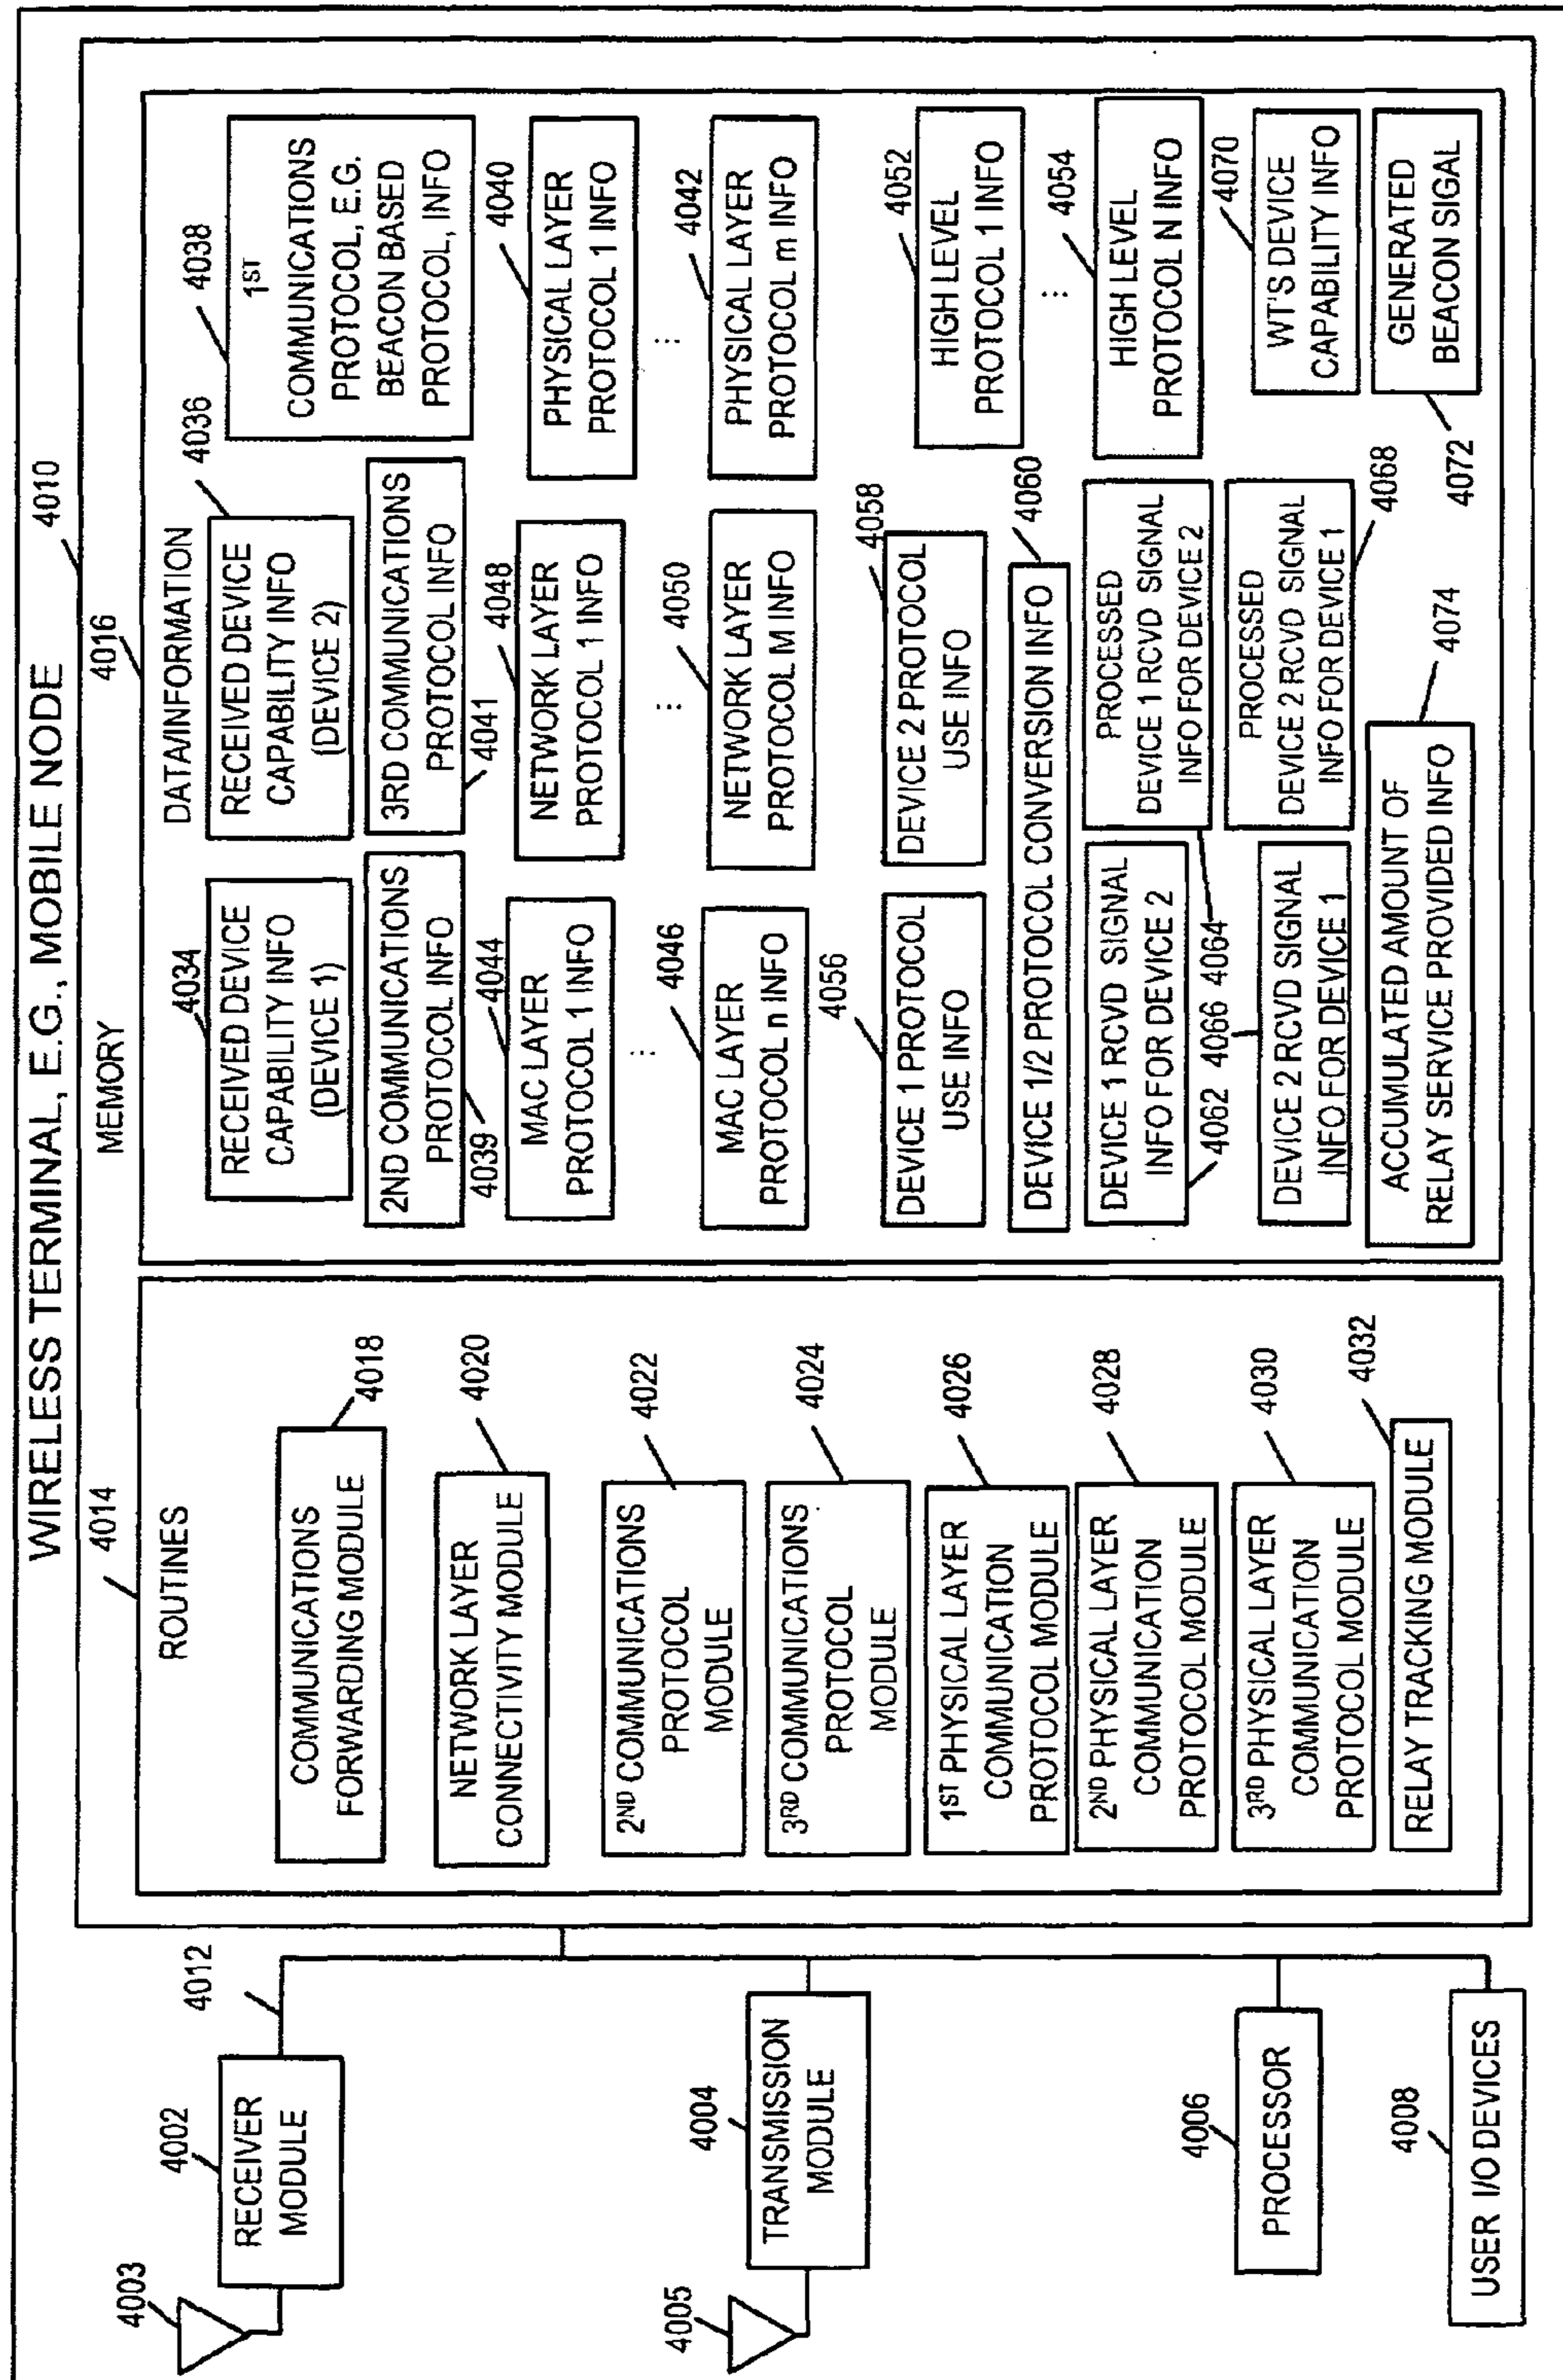 WIRELESS TERMINAL, E.G., MOBILE NODE
4010
4003
4002
RECEIVER
MODULE
4012
4005
4004
TRANSMISSION
MODULE
4006
PROCESSOR
4008
USER I/O DEVICES
MEMORY
4014
ROUTINES
COMMUNICATIONS
FORWARDING MODULE
4018
NETWORK LAYER
CONNECTIVITY MODULE
4020
2ND COMMUNICATIONS
PROTOCOL
MODULE
4022
3RD COMMUNICATIONS
PROTOCOL
MODULE
4024
1ST PHYSICAL LAYER
COMMUNICATION
PROTOCOL MODULE
4026
2ND PHYSICAL LAYER
COMMUNICATION
PROTOCOL MODULE
4028
3RD PHYSICAL LAYER
COMMUNICATION
PROTOCOL MODULE
4030
RELAY TRACKING MODULE
4032
4016
DATA/INFORMATION
4034
RECEIVED DEVICE
CAPABILITY INFO
(DEVICE 1)
4036
RECEIVED DEVICE
CAPABILITY INFO
(DEVICE 2)
4038
1ST
COMMUNICATIONS
PROTOCOL, E.G.
BEACON BASED
PROTOCOL, INFO
2ND COMMUNICATIONS
PROTOCOL INFO
4039
3RD COMMUNICATIONS
PROTOCOL INFO
4041
4040
PHYSICAL LAYER
PROTOCOL 1 INFO
...
4042
PHYSICAL LAYER
PROTOCOL m INFO
4044
MAC LAYER
PROTOCOL 1 INFO
...
4046
MAC LAYER
PROTOCOL n INFO
4048
NETWORK LAYER
PROTOCOL 1 INFO
...
4050
NETWORK LAYER
PROTOCOL M INFO
4052
HIGH LEVEL
PROTOCOL 1 INFO
...
4054
HIGH LEVEL
PROTOCOL N INFO
4056
DEVICE 1 PROTOCOL
USE INFO
4058
DEVICE 2 PROTOCOL
USE INFO
4060
DEVICE 1/2 PROTOCOL CONVERSION INFO
DEVICE 1 RCVD SIGNAL
INFO FOR DEVICE 2
4062
PROCESSED
DEVICE 1 RCVD SIGNAL
INFO FOR DEVICE 2
4064
4066
DEVICE 2 RCVD SIGNAL
INFO FOR DEVICE 1
PROCESSED
DEVICE 2 RCVD SIGNAL
INFO FOR DEVICE 1
4068
4070
WT'S DEVICE
CAPABILITY INFO
GENERATED
BEACON SIGAL
4072
4074
ACCUMULATED AMOUNT OF
RELAY SERVICE PROVIDED INFO